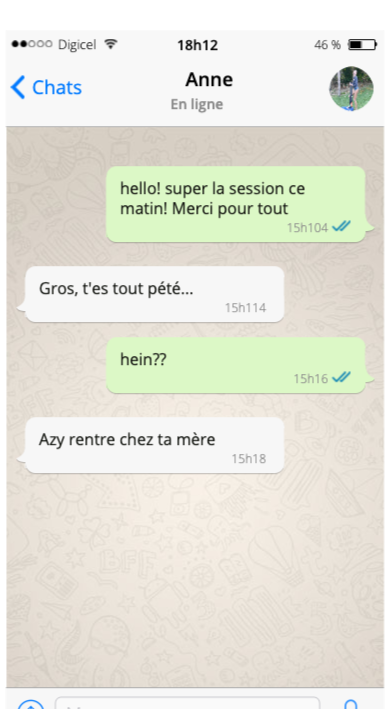 Digicel 18h12 46 %
Chats Anne
En ligne
hello! super la session ce
matin! Merci pour tout
15h104
Gros, t'es tout pété...
15h114
hein??
15h16
Azy rentre chez ta mère
15h18
BFF